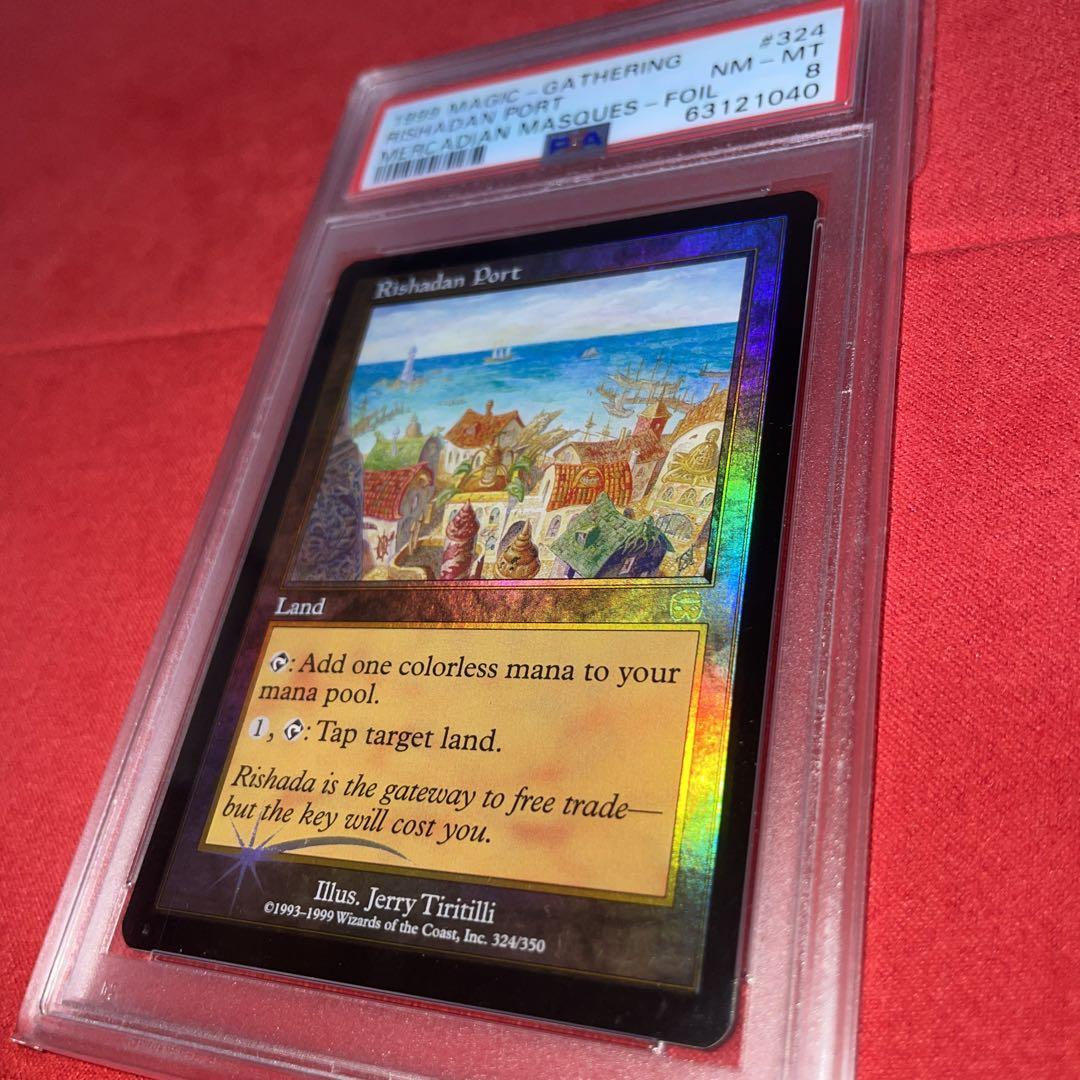 1999 MAGIC - GATHERING #324
RISHADAN PORT NM - MT
MERCADIAN MASQUES - FOIL 8
PSA 63121040
Rishadan Port
Land
: Add one colorless mana to your
mana pool.
1, : Tap target land.
Rishada is the gateway to free trade—
but the key will cost you.
Illus. Jerry Tiritilli
©1993–1999 Wizards of the Coast, Inc. 324/350